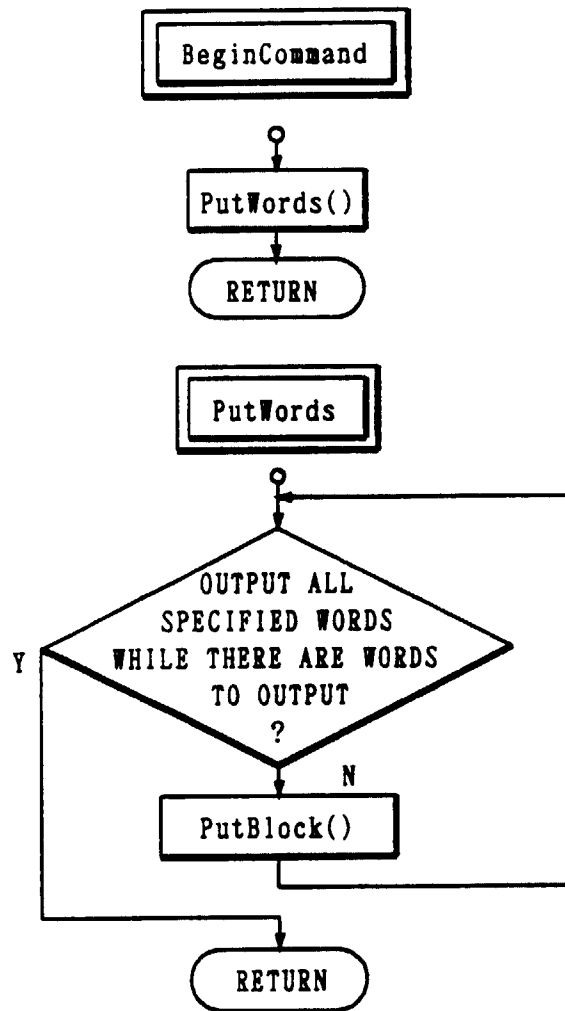 BeginCommand
PutWords()
RETURN
PutWords
OUTPUT ALL
SPECIFIED WORDS
WHILE THERE ARE WORDS
TO OUTPUT
?
Y
N
PutBlock()
RETURN